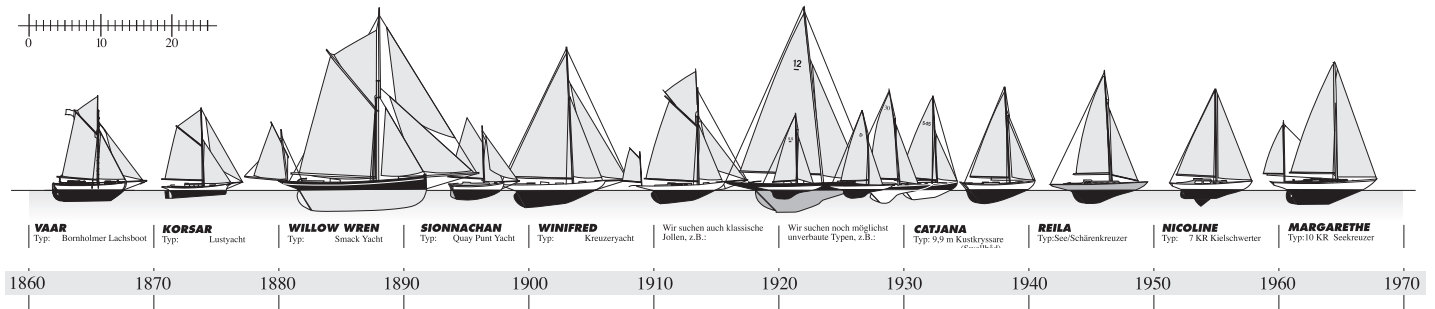 0 10 20
12
30
S45
VAAR
Typ: Bornholmer Lachsboot
KORSAR
Typ: Lustyacht
WILLOW WREN
Typ: Smack Yacht
SIONNACHAN
Typ: Quay Punt Yacht
WINIFRED
Typ: Kreuzeryacht
Wir suchen auch klassische
Jollen, z.B.:
Wir suchen noch möglichst
unverbaute Typen, z.B.:
CATJANA
Typ: 9,9 m Kustkryssare
REILA
Typ:See/Schärenkreuzer
NICOLINE
Typ: 7 KR Kielschwerter
MARGARETHE
Typ:10 KR Seekreuzer
1860 1870 1880 1890 1900 1910 1920 1930 1940 1950 1960 1970